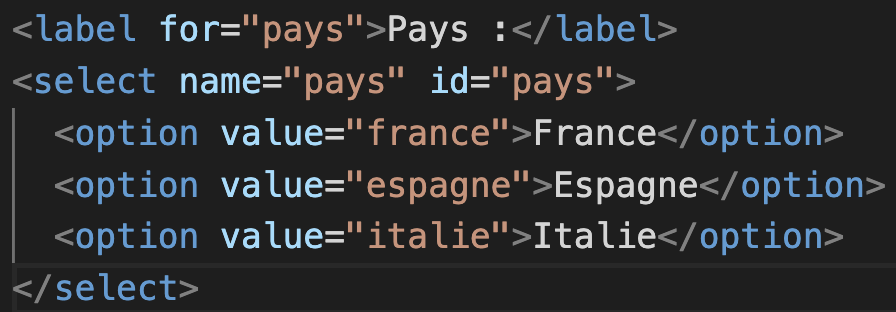 <label for="pays">Pays :</label>
<select name="pays" id="pays">
  <option value="france">France</option>
  <option value="espagne">Espagne</option>
  <option value="italie">Italie</option>
</select>